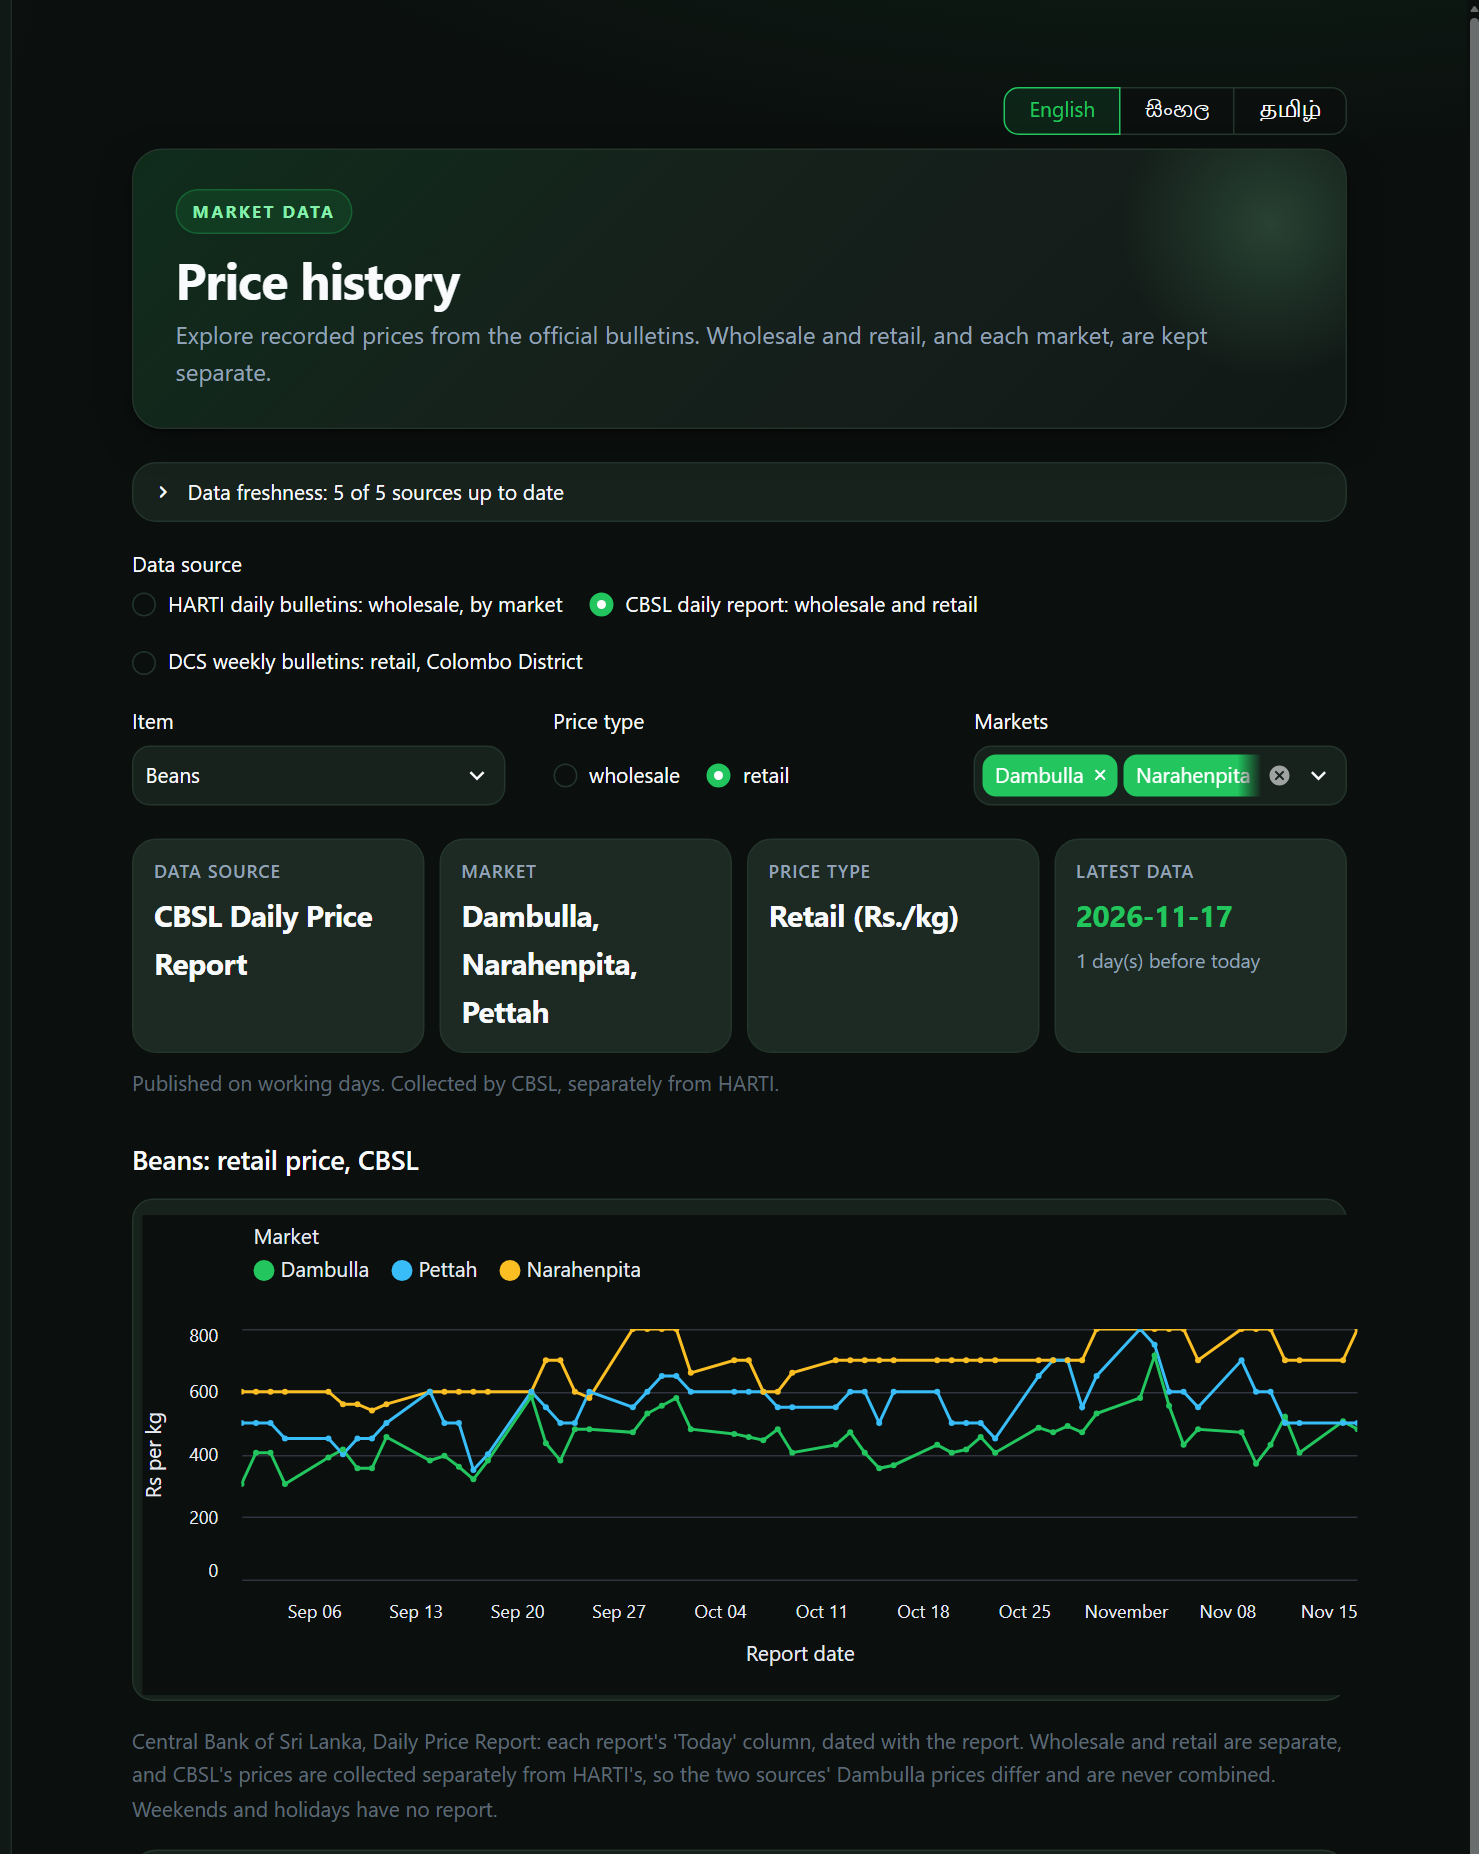 English
සිංහල
தமிழ்
MARKET DATA
Price history
Explore recorded prices from the official bulletins. Wholesale and retail, and each market, are kept
separate.
Data freshness: 5 of 5 sources up to date
Data source
HARTI daily bulletins: wholesale, by market
CBSL daily report: wholesale and retail
DCS weekly bulletins: retail, Colombo District
Item
Price type
Markets
Beans
wholesale
retail
Dambulla
Narahenpita
DATA SOURCE
CBSL Daily Price
Report
MARKET
Dambulla,
Narahenpita,
Pettah
PRICE TYPE
Retail (Rs./kg)
LATEST DATA
2026-11-17
1 day(s) before today
Published on working days. Collected by CBSL, separately from HARTI.
Beans: retail price, CBSL
Market
Dambulla
Pettah
Narahenpita
Rs per kg
800
600
400
200
0
Sep 06
Sep 13
Sep 20
Sep 27
Oct 04
Oct 11
Oct 18
Oct 25
November
Nov 08
Nov 15
Report date
Central Bank of Sri Lanka, Daily Price Report: each report's 'Today' column, dated with the report. Wholesale and retail are separate,
and CBSL's prices are collected separately from HARTI's, so the two sources' Dambulla prices differ and are never combined.
Weekends and holidays have no report.